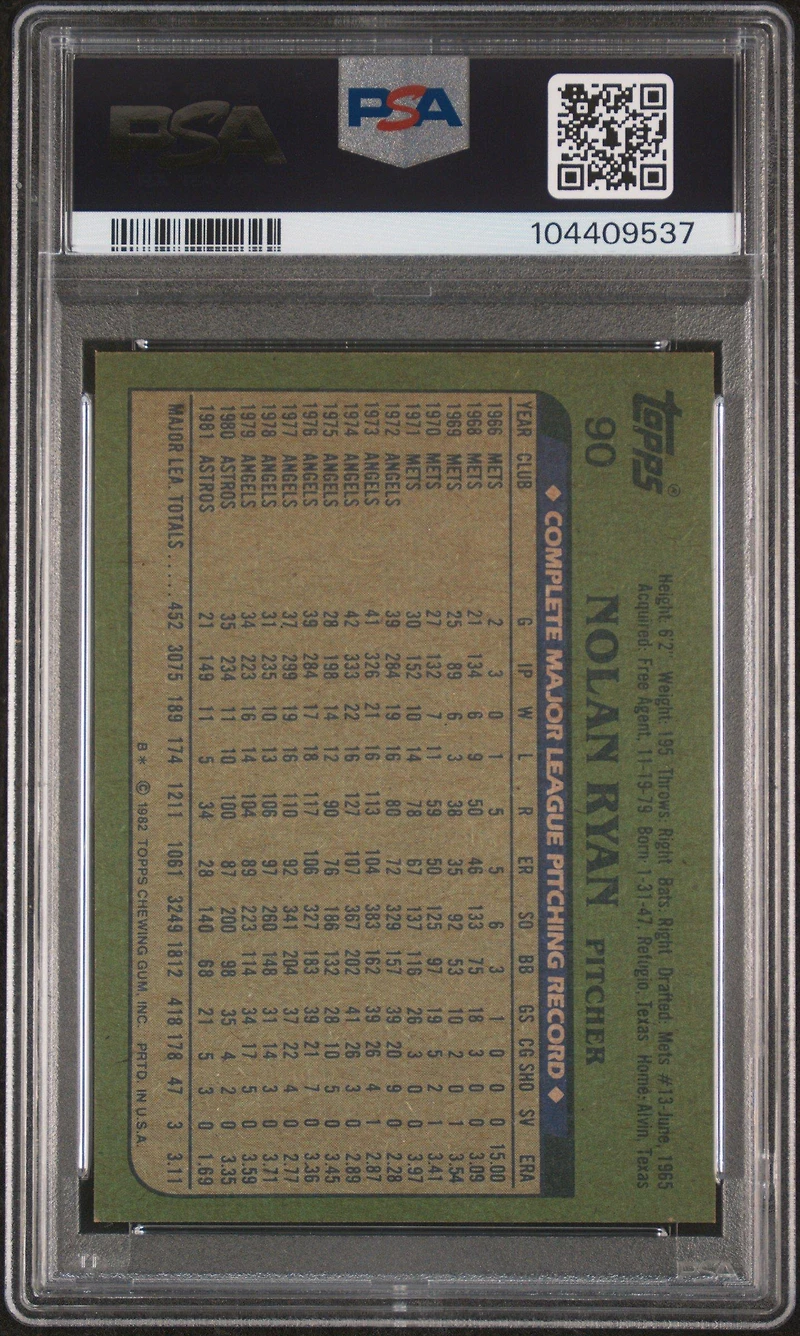 PSA
PSA
104409537
topps®
90
Height: 6'2" Weight: 195 Throws: Right Bats: Right Drafted: Mets #13-June, 1965
Acquired: Free Agent, 11-19-79 Born: 1-31-47, Refugio, Texas Home: Alvin, Texas
NOLAN RYAN PITCHER
◆ COMPLETE MAJOR LEAGUE PITCHING RECORD ◆
YEAR CLUB G IP W L R ER SO BB GS CG SHO SV ERA
1966 METS 2 3 0 1 5 5 6 3 1 0 0 0 15.00
1968 METS 21 134 6 9 50 46 133 75 18 3 0 0 3.09
1969 METS 25 89 6 3 38 35 92 53 10 2 0 1 3.54
1970 METS 27 132 7 11 59 50 125 97 19 5 2 1 3.41
1971 METS 30 152 10 14 78 67 137 116 26 3 0 0 3.97
1972 ANGELS 39 284 19 16 80 72 329 157 39 20 9 0 2.28
1973 ANGELS 41 326 21 16 113 104 383 162 39 26 4 1 2.87
1974 ANGELS 42 333 22 16 127 107 367 202 41 26 3 0 2.89
1975 ANGELS 28 198 14 12 90 76 186 132 28 10 5 0 3.45
1976 ANGELS 39 284 17 18 117 106 327 183 39 21 7 0 3.36
1977 ANGELS 37 299 19 16 110 92 341 204 37 22 4 0 2.77
1978 ANGELS 31 235 10 13 106 97 260 148 31 14 3 0 3.71
1979 ANGELS 34 223 16 14 104 89 223 114 34 17 5 0 3.59
1980 ASTROS 35 234 11 10 100 87 200 98 35 4 2 0 3.35
1981 ASTROS 21 149 11 5 34 28 140 68 21 5 3 0 1.69
MAJOR LEA. TOTALS ..... 452 3075 189 174 1211 1061 3249 1812 418 178 47 3 3.11
B* © 1982 TOPPS CHEWING GUM, INC. PRTD. IN U.S.A.
PSA